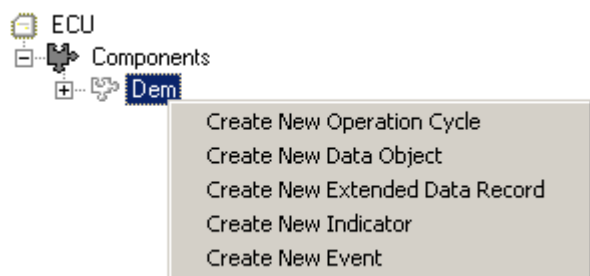 ECU
Components
Dem
Create New Operation Cycle
Create New Data Object
Create New Extended Data Record
Create New Indicator
Create New Event